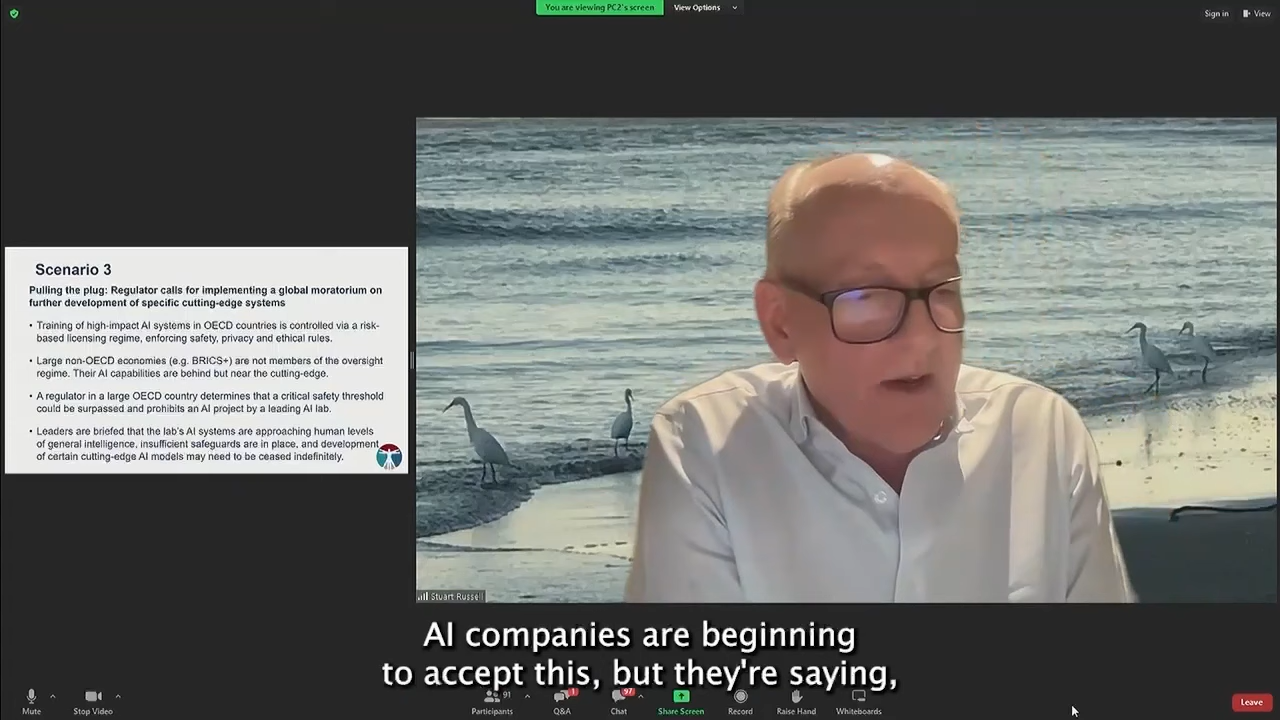 You are viewing PC2's screen
View Options
Sign in
View
Scenario 3
Pulling the plug: Regulator calls for implementing a global moratorium on
further development of specific cutting-edge systems
• Training of high-impact AI systems in OECD countries is controlled via a risk-
based licensing regime, enforcing safety, privacy and ethical rules.
• Large non-OECD economies (e.g. BRICS+) are not members of the oversight
regime. Their AI capabilities are behind but near the cutting-edge.
• A regulator in a large OECD country determines that a critical safety threshold
could be surpassed and prohibits an AI project by a leading AI lab.
• Leaders are briefed that the lab's AI systems are approaching human levels
of general intelligence, insufficient safeguards are in place, and development
of certain cutting-edge AI models may need to be ceased indefinitely.
Stuart Russell
AI companies are beginning
to accept this, but they're saying,
Mute
Stop Video
91
Participants
1
Q&A
97
Chat
Share Screen
Record
Raise Hand
Whiteboards
Leave